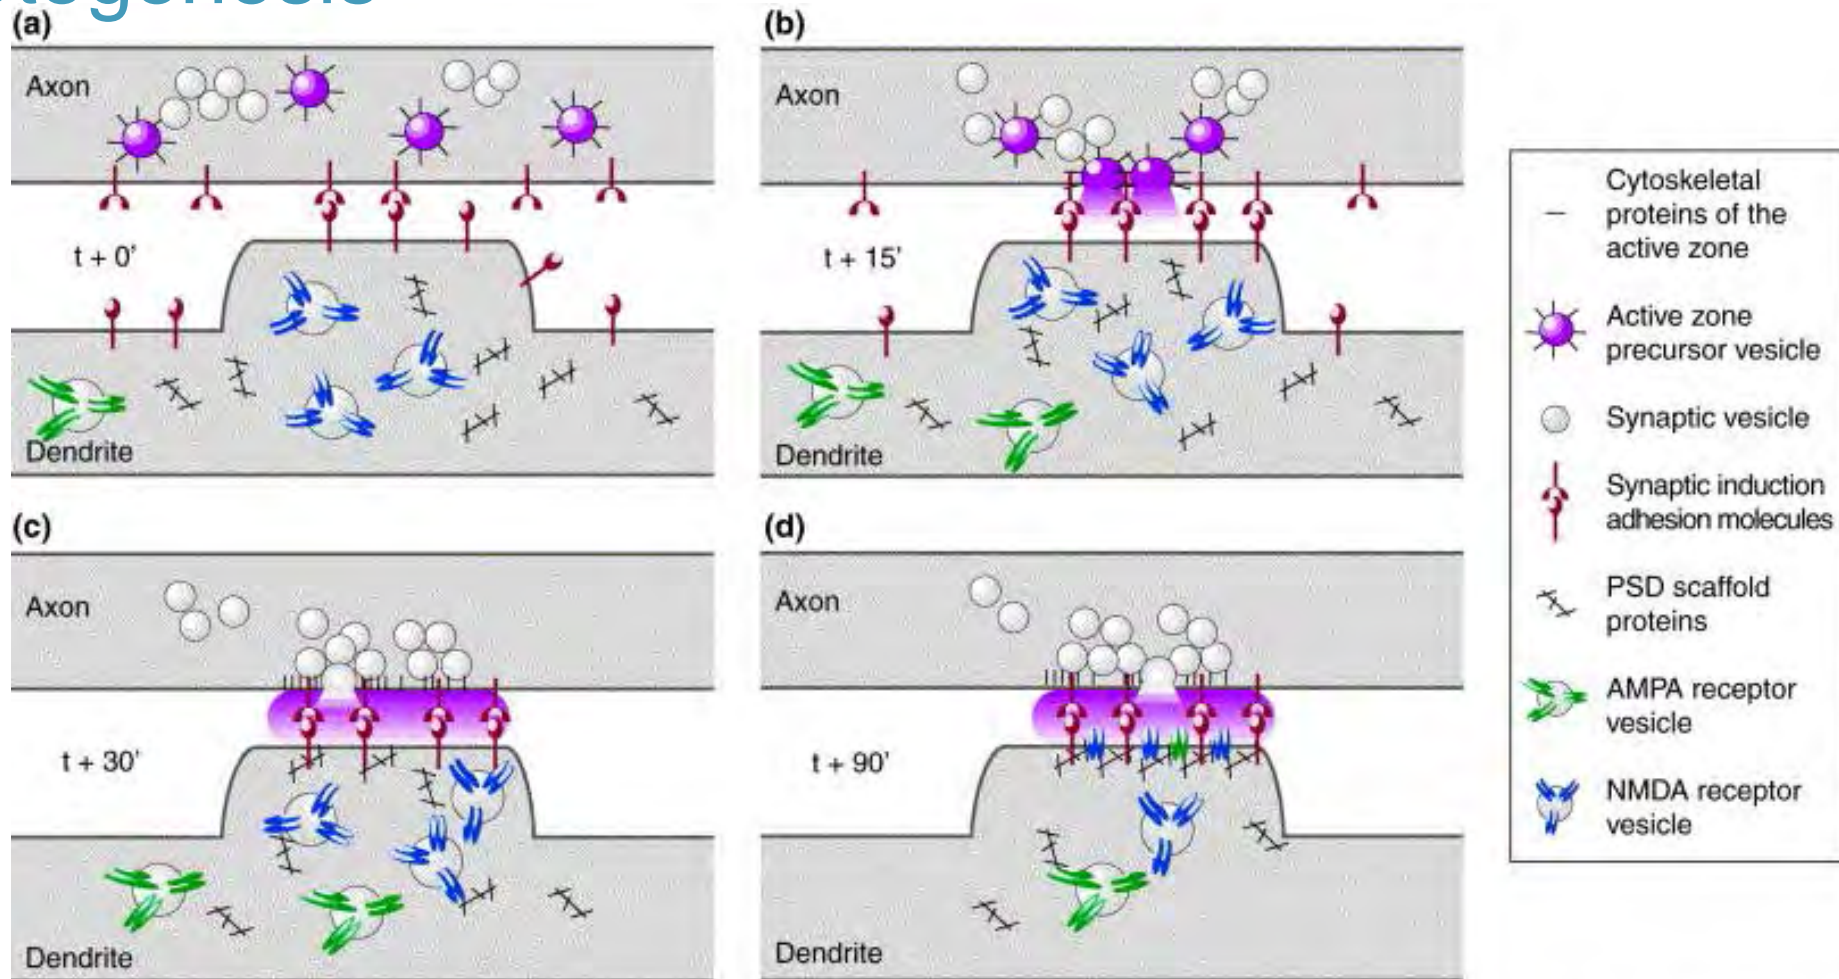 (a)
Axon
t + 0'
Dendrite
(b)
Axon
t + 15'
Dendrite
(c)
Axon
t + 30'
Dendrite
(d)
Axon
t + 90'
Cytoskeletal
proteins of the
active zone
Active zone
precursor vesicle
Synaptic vesicle
Synaptic induction
adhesion molecules
PSD scaffold
proteins
AMPA receptor
vesicle
NMDA receptor
vesicle